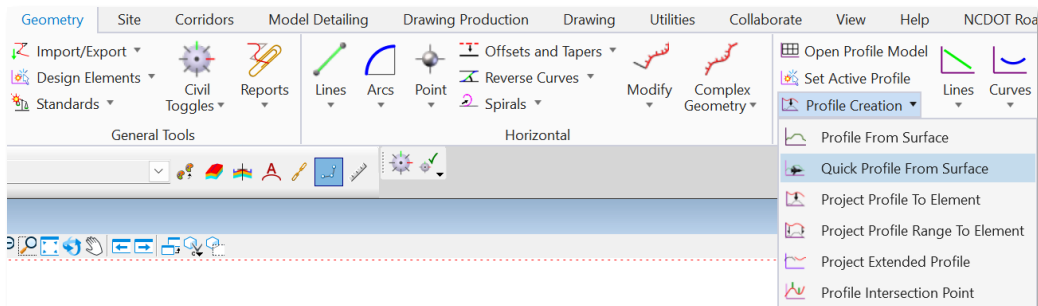 Geometry Site Corridors Model Detailing Drawing Production Drawing Utilities Collaborate View Help NCDOT Roa
Import/Export
Design Elements
Standards
Civil
Toggles
Reports
General Tools
Lines
Arcs
Point
Offsets and Tapers
Reverse Curves
Spirals
Modify
Complex
Geometry
Horizontal
Open Profile Model
Set Active Profile
Profile Creation
Lines
Curves
Profile From Surface
Quick Profile From Surface
Project Profile To Element
Project Profile Range To Element
Project Extended Profile
Profile Intersection Point